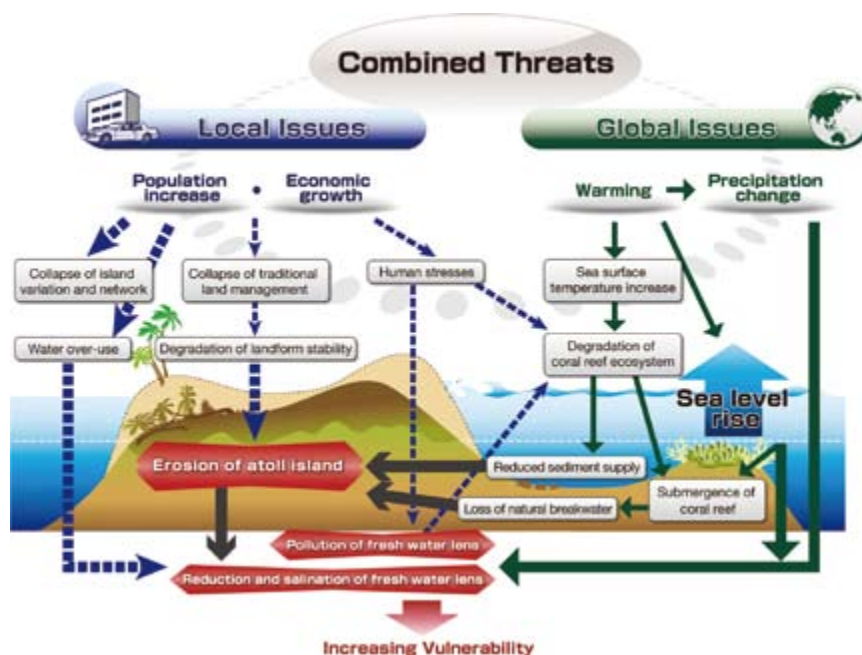 Combined Threats
Local Issues
Global Issues
Population
increase
•
Economic
growth
Warming
Precipitation
change
Collapse of island
variation and network
Collapse of traditional
land management
Human stresses
Sea surface
temperature increase
Water over-use
Degradation of landform stability
Degradation of
coral reef ecosystem
Sea level
rise
Erosion of atoll island
Reduced sediment supply
Loss of natural breakwater
Submergence of
coral reef
Pollution of fresh water lens
Reduction and salination of fresh water lens
Increasing Vulnerability